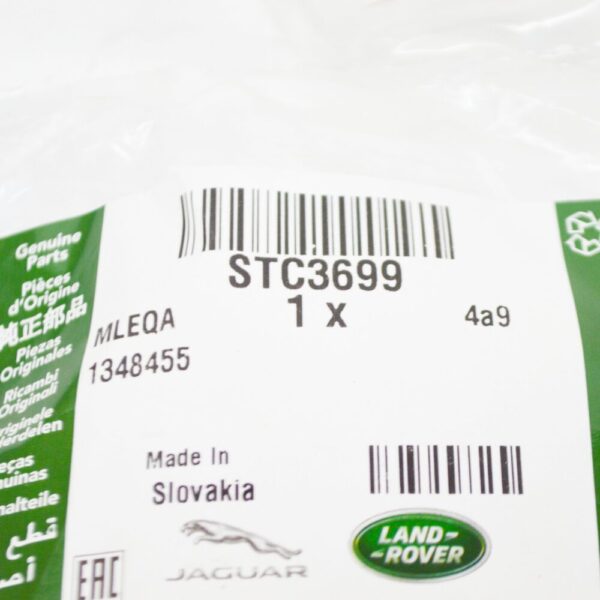 Genuine
Parts
Pièces
d'Origine
純正部品
Piezas
Originales
Ricambi
Originali
STC3699
1 x
4a9
MLEQA
1348455
Made In
Slovakia
قطع
EAC
JAGUAR
LAND-
-ROVER